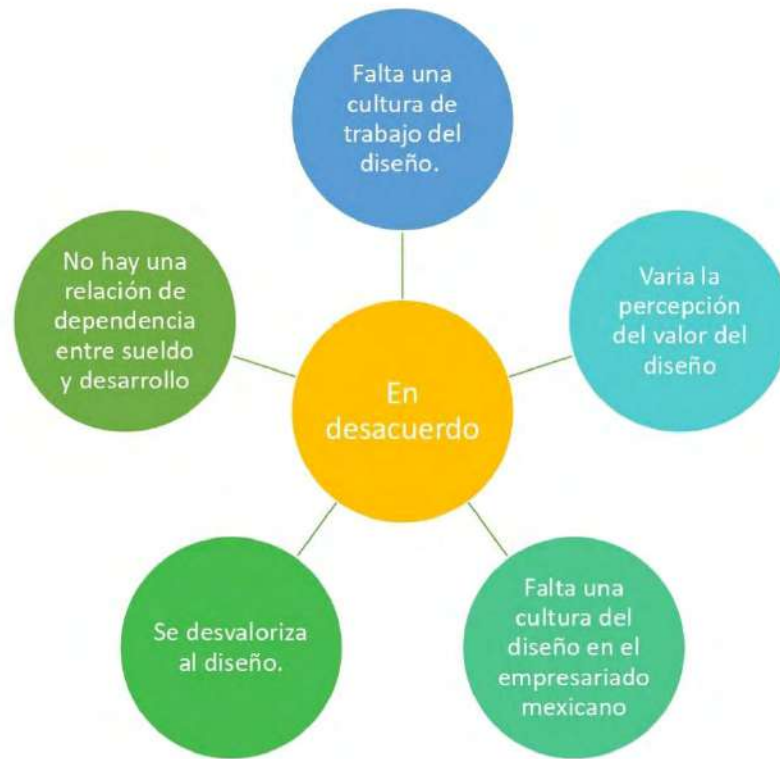 Falta una
cultura de
trabajo del
diseño.
Varia la
percepción
del valor del
diseño
Falta una
cultura del
diseño en el
empresariado
mexicano
Se desvaloriza
al diseño.
No hay una
relación de
dependencia
entre sueldo
y desarrollo
En
desacuerdo